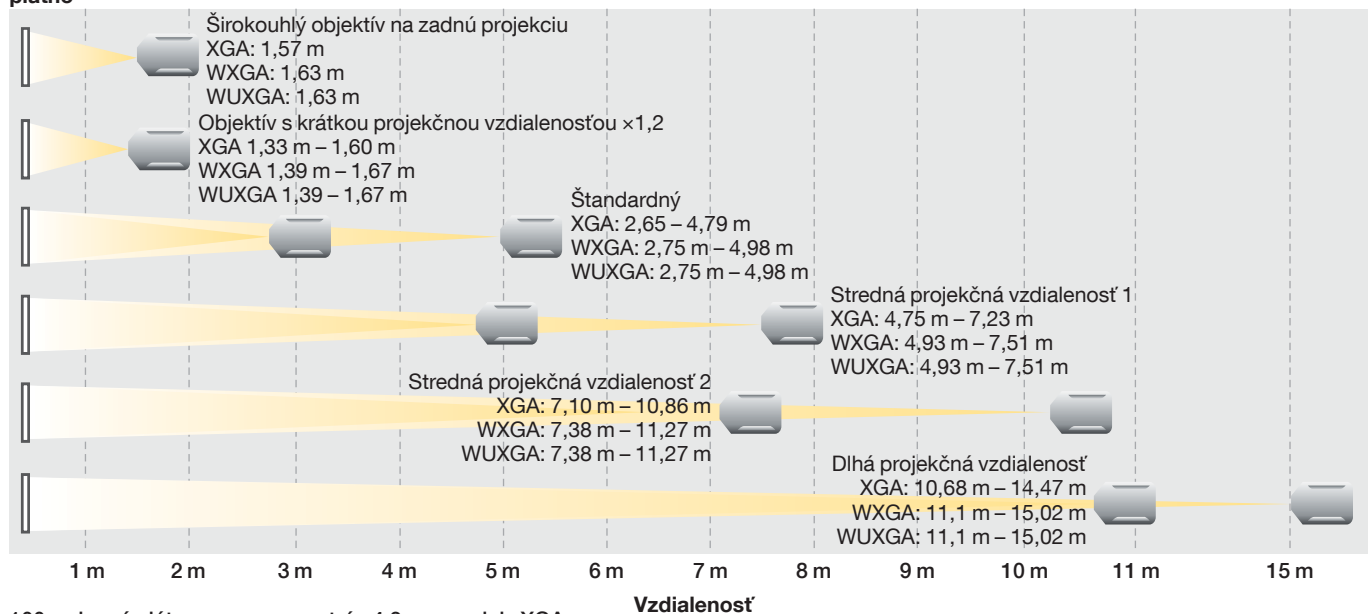 plátno
Širokouhlý objektív na zadnú projekciu
XGA: 1,57 m
WXGA: 1,63 m
WUXGA: 1,63 m
Objektív s krátkou projekčnou vzdialenosťou ×1,2
XGA 1,33 m – 1,60 m
WXGA 1,39 m – 1,67 m
WUXGA 1,39 – 1,67 m
Štandardný
XGA: 2,65 – 4,79 m
WXGA: 2,75 m – 4,98 m
WUXGA: 2,75 m – 4,98 m
Stredná projekčná vzdialenosť 1
XGA: 4,75 m – 7,23 m
WXGA: 4,93 m – 7,51 m
WUXGA: 4,93 m – 7,51 m
Stredná projekčná vzdialenosť 2
XGA: 7,10 m – 10,86 m
WXGA: 7,38 m – 11,27 m
WUXGA: 7,38 m – 11,27 m
Dlhá projekčná vzdialenosť
XGA: 10,68 m – 14,47 m
WXGA: 11,1 m – 15,02 m
WUXGA: 11,1 m – 15,02 m
1 m 2 m 3 m 4 m 5 m 6 m 7 m 8 m 9 m 10 m 11 m 15 m
Vzdialenosť